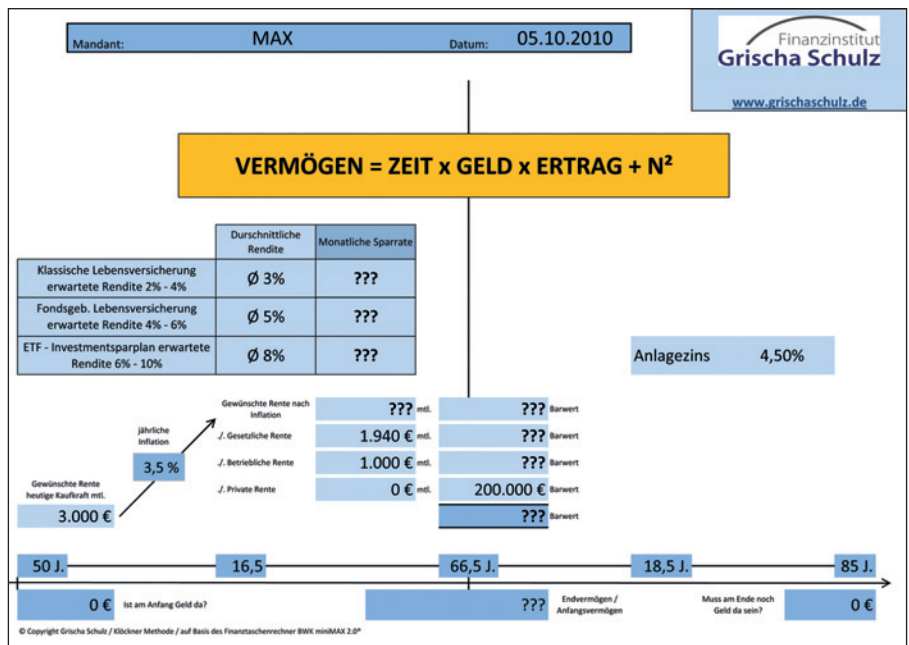 Mandant: MAX Datum: 05.10.2010
Finanzinstitut
Grischa Schulz
www.grischaschulz.de
VERMÖGEN = ZEIT x GELD x ERTRAG + N²
Durschnittliche
Rendite
Monatliche Sparrate
Klassische Lebensversicherung
erwartete Rendite 2% - 4%
Ø 3%
???
Fondsgeb. Lebensversicherung
erwartete Rendite 4% - 6%
Ø 5%
???
ETF - Investmentsparplan erwartete
Rendite 6% - 10%
Ø 8%
???
Anlagezins 4,50%
Gewünschte Rente nach
Inflation
??? mtl.
??? Barwert
jährliche
Inflation
3,5 %
./. Gesetzliche Rente
1.940 € mtl.
??? Barwert
./. Betriebliche Rente
1.000 € mtl.
??? Barwert
Gewünschte Rente
heutige Kaufkraft mtl.
3.000 €
./. Private Rente
0 € mtl.
200.000 € Barwert
??? Barwert
50 J. 16,5 66,5 J. 18,5 J. 85 J.
0 €
Ist am Anfang Geld da?
???
Endvermögen /
Anfangsvermögen
Muss am Ende noch
Geld da sein?
0 €
© Copyright Grischa Schulz / Klöckner Methode / auf Basis des Finanztaschenrechner BWK miniMAX 2.0®